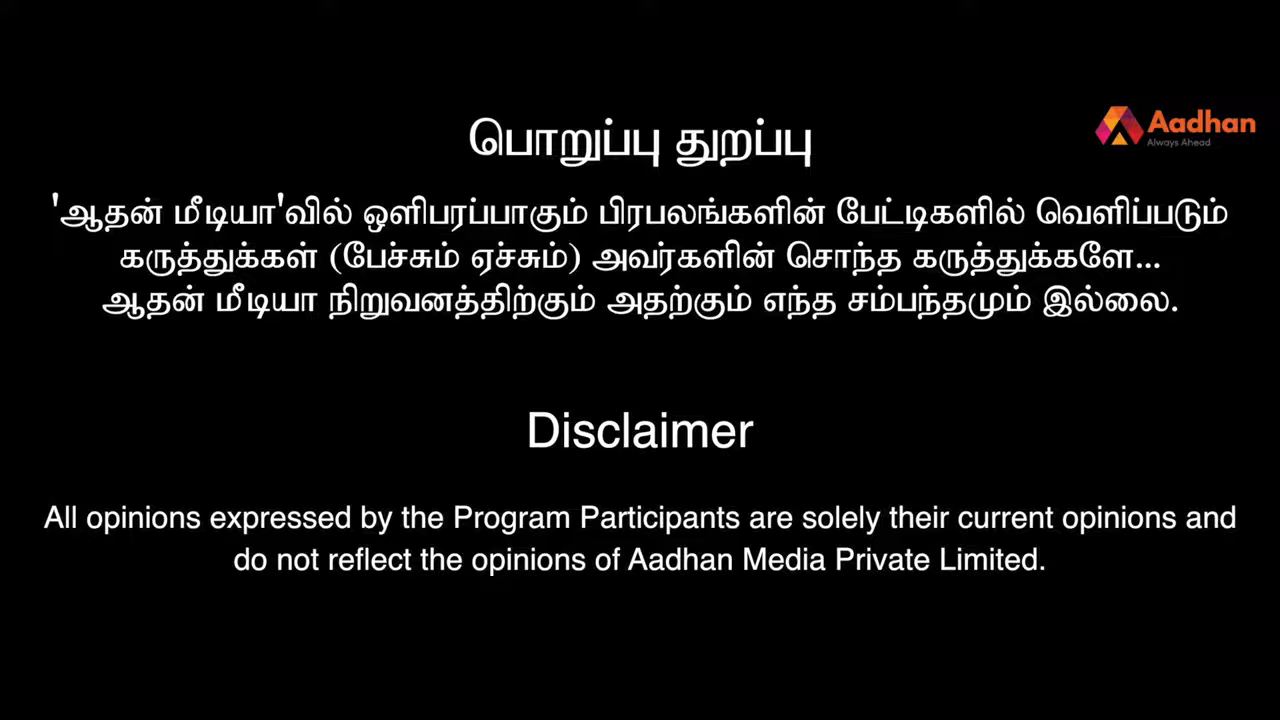 Aadhan
Always Ahead
பொறுப்பு துறப்பு
'ஆதன் மீடியா'வில் ஒளிபரப்பாகும் பிரபலங்களின் பேட்டிகளில் வெளிப்படும்
கருத்துக்கள் (பேச்சும் ஏச்சும்) அவர்களின் சொந்த கருத்துக்களே...
ஆதன் மீடியா நிறுவனத்திற்கும் அதற்கும் எந்த சம்பந்தமும் இல்லை.
Disclaimer
All opinions expressed by the Program Participants are solely their current opinions and
do not reflect the opinions of Aadhan Media Private Limited.